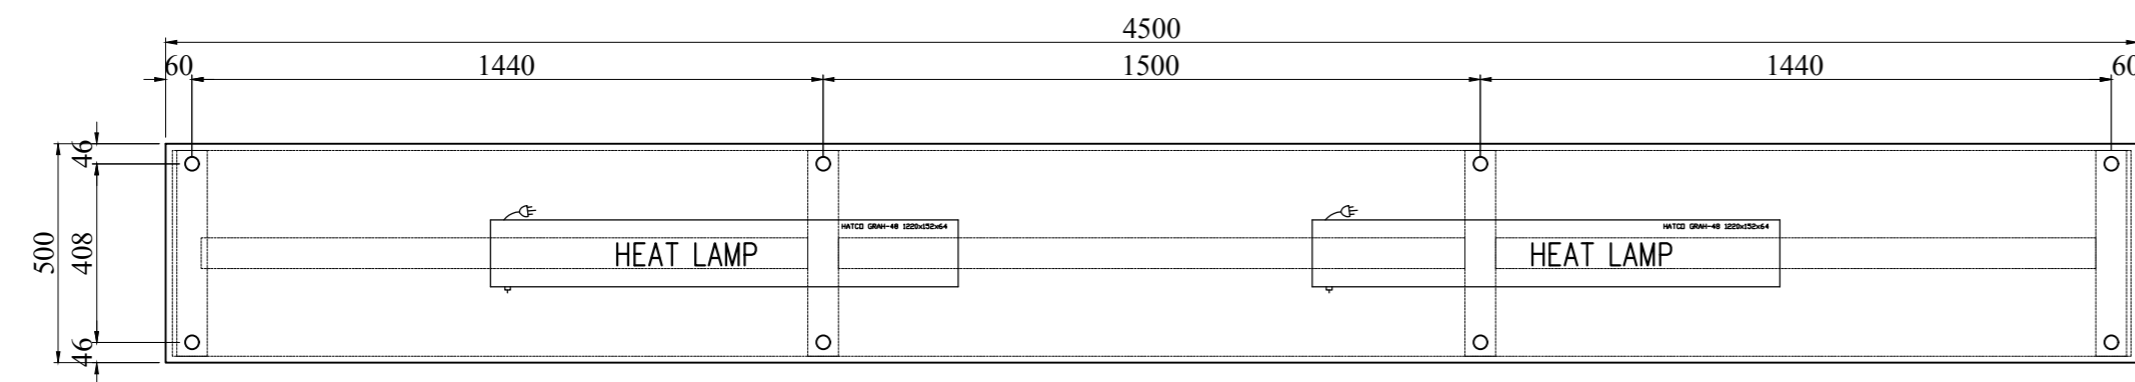 4500
60 1440 1500 1440 60
46
500 408
46
HATCO GRAH-48 1220x152x64
HEAT LAMP
HATCO GRAH-48 1220x152x64
HEAT LAMP